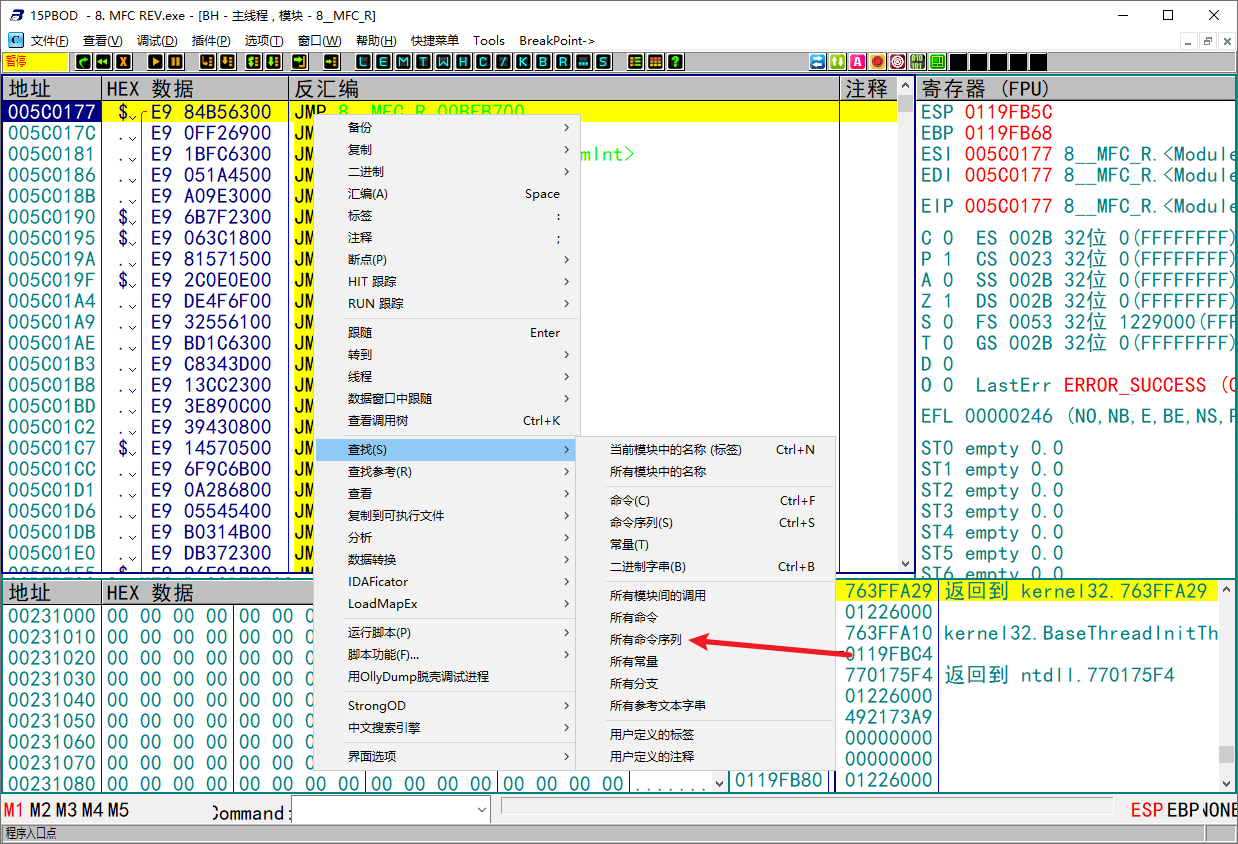 15PBOD - 8. MFC REV.exe - [BH - 主线程 , 模块 - 8__MFC_R]
文件(F) 查看(V) 调试(D) 插件(P) 选项(T) 窗口(W) 帮助(H) 快捷菜单 Tools BreakPoint->
暂停 L E M T W H C / K B R ... S ?
地址 HEX 数据 反汇编 注释
005C0177 $ E9 84B56300 JMP 8__MFC_R.00BFB700
005C017C . E9 0FF26900 JM
005C0181 . E9 1BFC6300 JM mInt>
005C0186 . E9 051A4500 JM
005C018B . E9 A09E3000 JM
005C0190 $ E9 6B7F2300 JM
005C0195 $ E9 063C1800 JM
005C019A . E9 81571500 JM
005C019F $ E9 2C0E0E00 JM
005C01A4 . E9 DE4F6F00 JM
005C01A9 . E9 32556100 JM
005C01AE . E9 BD1C6300 JM
005C01B3 . E9 C8343D00 JM
005C01B8 . E9 13CC2300 JM
005C01BD . E9 3E890C00 JM
005C01C2 . E9 39430800 JM
005C01C7 $ E9 14570500 JM
005C01CC . E9 6F9C6B00 JM
005C01D1 . E9 0A286800 JM
005C01D6 . E9 05545400 JM
005C01DB . E9 B0314B00 JM
005C01E0 . E9 DB372300 JM
寄存器 (FPU)
ESP 0119FB5C
EBP 0119FB68
ESI 005C0177 8__MFC_R.<Module
EDI 005C0177 8__MFC_R.<Module
EIP 005C0177 8__MFC_R.<Module
C 0 ES 002B 32位 0(FFFFFFFF)
P 1 CS 0023 32位 0(FFFFFFFF)
A 0 SS 002B 32位 0(FFFFFFFF)
Z 1 DS 002B 32位 0(FFFFFFFF)
S 0 FS 0053 32位 1229000(FFF
T 0 GS 002B 32位 0(FFFFFFFF)
D 0
O 0 LastErr ERROR_SUCCESS (
EFL 00000246 (NO,NB,E,BE,NS,
ST0 empty 0.0
ST1 empty 0.0
ST2 empty 0.0
ST3 empty 0.0
ST4 empty 0.0
ST5 empty 0.0
ST6 empty 0.0
备份
复制
二进制
汇编(A) Space
标签 :
注释 ;
断点(P)
HIT 跟踪
RUN 跟踪
跟随 Enter
转到
线程
数据窗口中跟随
查看调用树 Ctrl+K
查找(S)
查找参考(R)
查看
复制到可执行文件
分析
数据转换
IDAFicator
LoadMapEx
运行脚本(P)
脚本功能(F)...
用OllyDump脱壳调试进程
StrongOD
中文搜索引擎
界面选项
当前模块中的名称 (标签) Ctrl+N
所有模块中的名称
命令(C) Ctrl+F
命令序列(S) Ctrl+S
常量(T)
二进制字串(B) Ctrl+B
所有模块间的调用
所有命令
所有命令序列
所有常量
所有分支
所有参考文本字串
用户定义的标签
用户定义的注释
地址 HEX 数据
00231000 00 00 00 00 00 00 0
00231010 00 00 00 00 00 00 0
00231020 00 00 00 00 00 00 0
00231030 00 00 00 00 00 00 0
00231040 00 00 00 00 00 00 0
00231050 00 00 00 00 00 00 0
00231060 00 00 00 00 00 00 0
00231070 00 00 00 00 00 00 0
00231080 00 00 00 00 00 00 00 00 00 00 00 00 00 00 00 00 .......
763FFA29 返回到 kernel32.763FFA29
01226000
763FFA10 kernel32.BaseThreadInitTh
0119FBC4
770175F4 返回到 ntdll.770175F4
01226000
492173A9
00000000
00000000
0119FB80 01226000
M1 M2 M3 M4 M5 Command: ESP EBP NONE
程序入口点